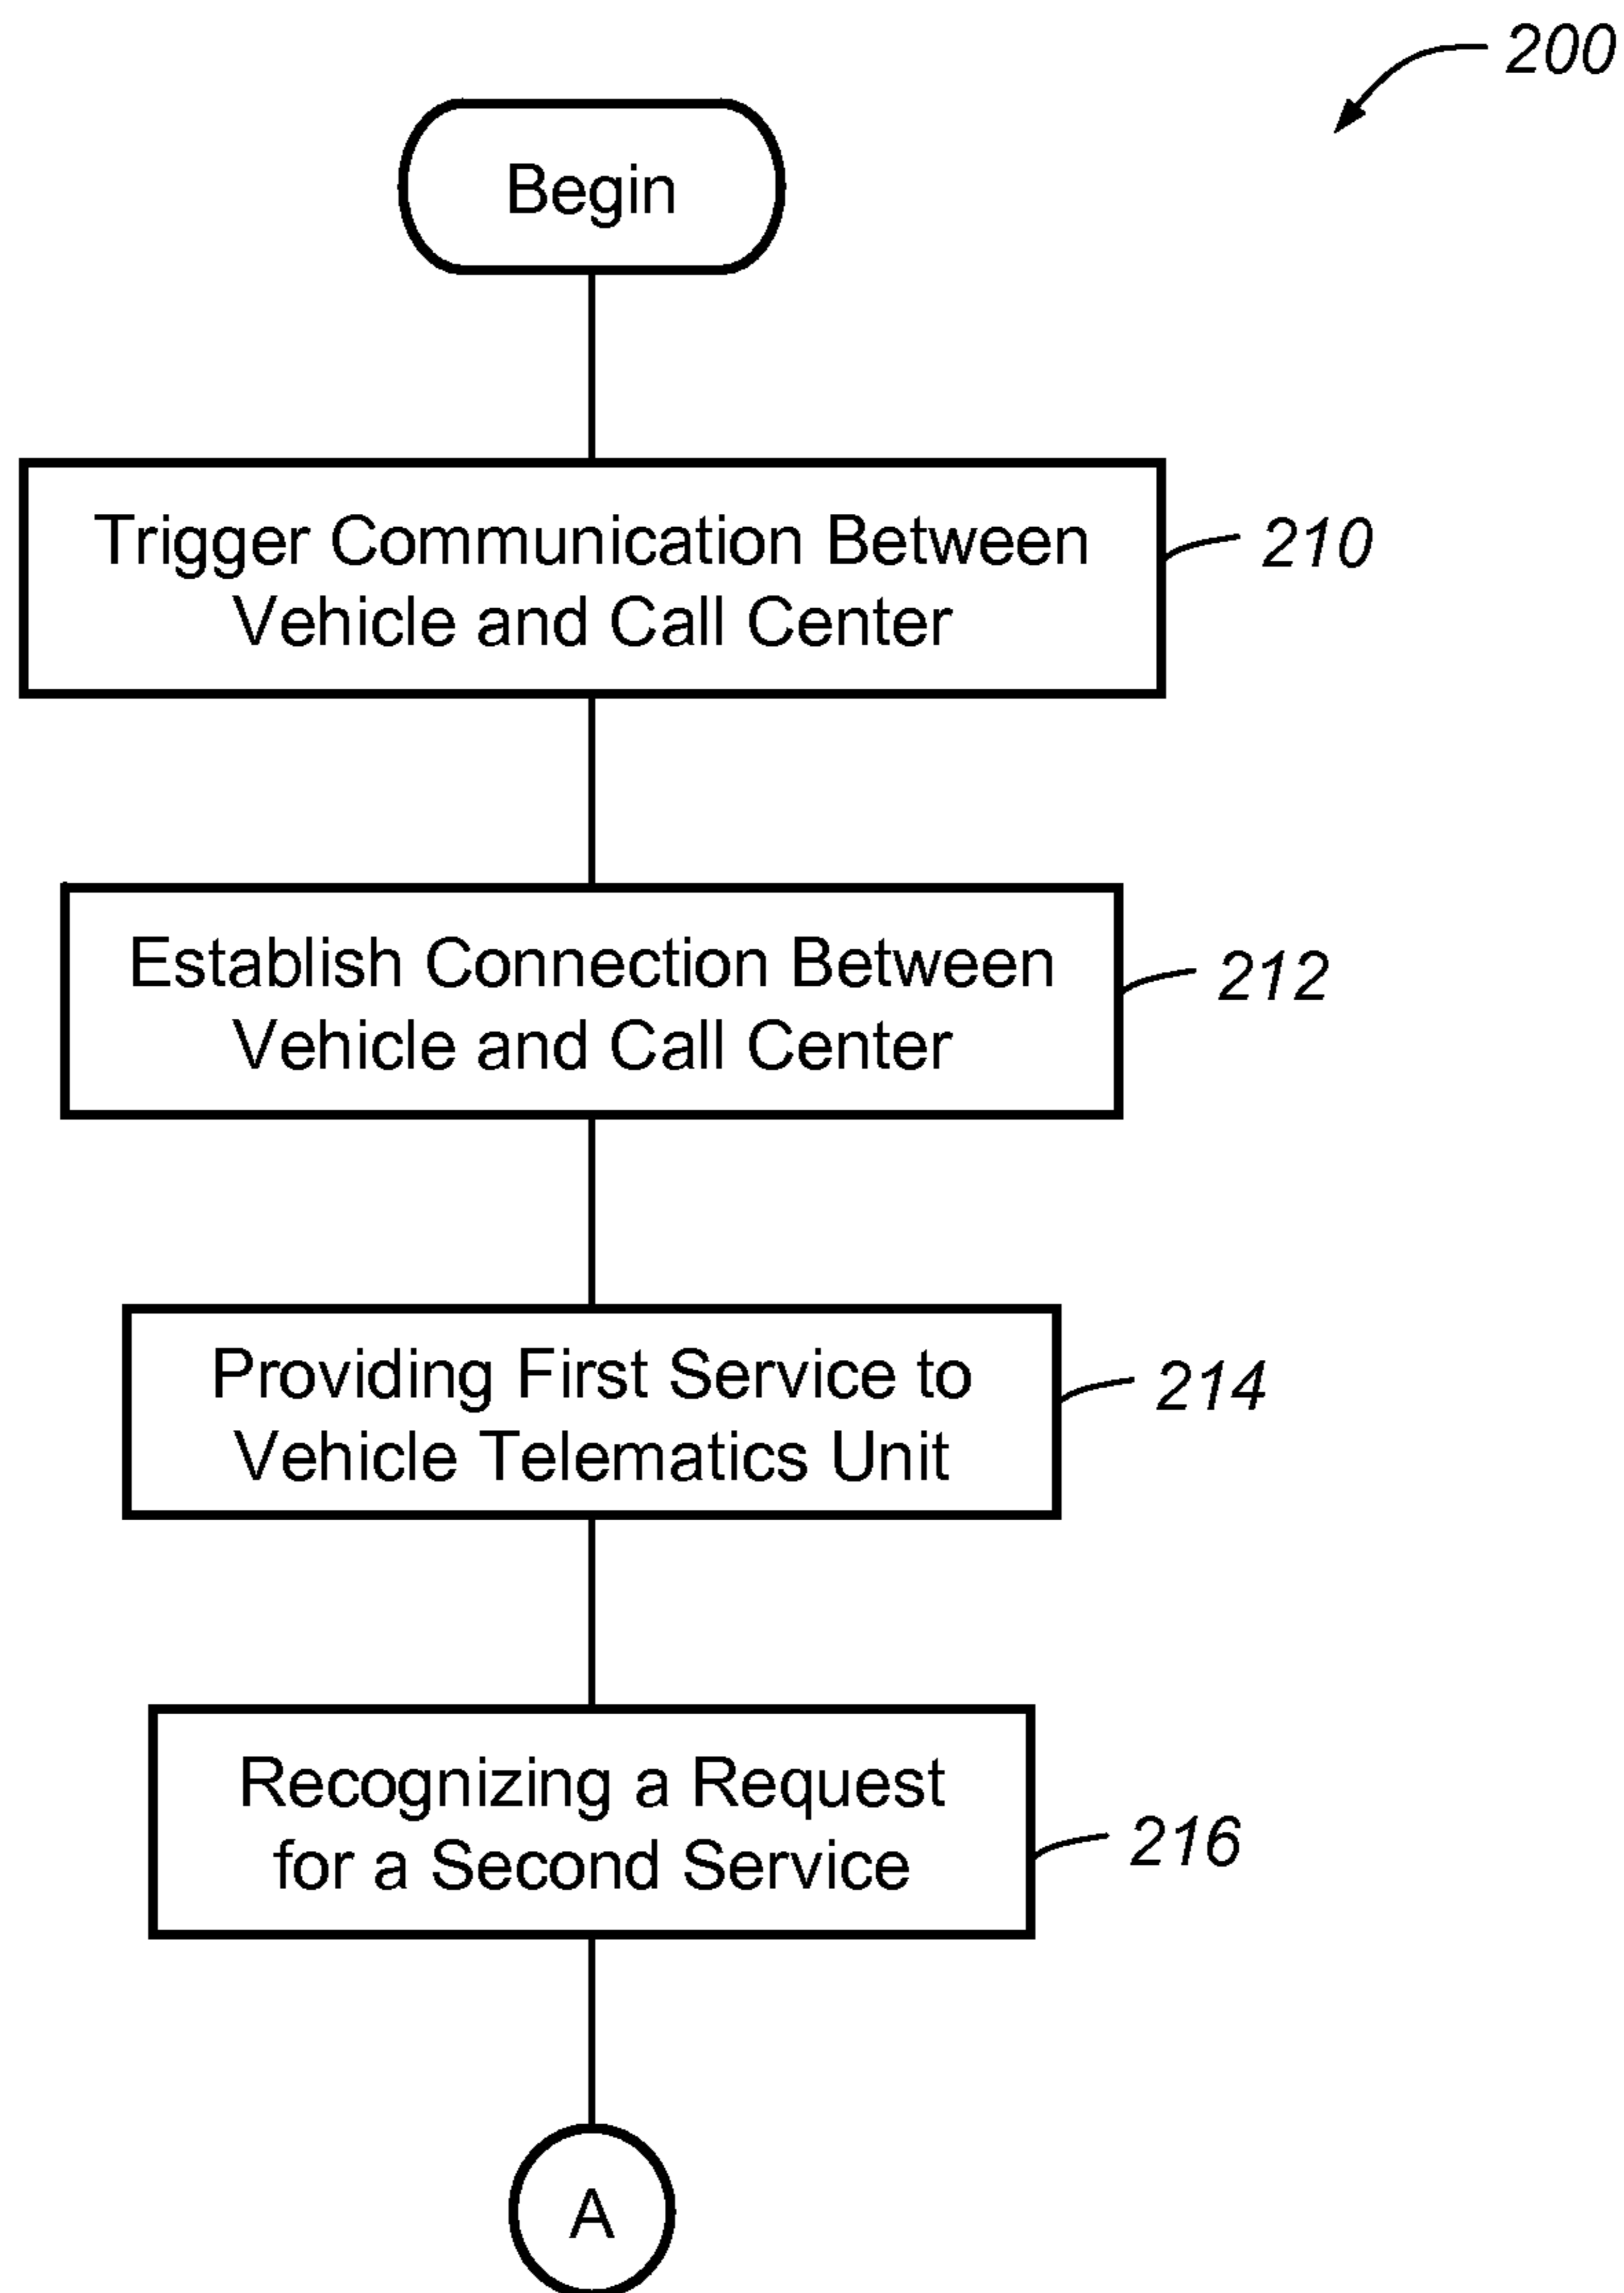 200
Begin
Trigger Communication Between
Vehicle and Call Center
210
Establish Connection Between
Vehicle and Call Center
212
Providing First Service to
Vehicle Telematics Unit
214
Recognizing a Request
for a Second Service
216
A